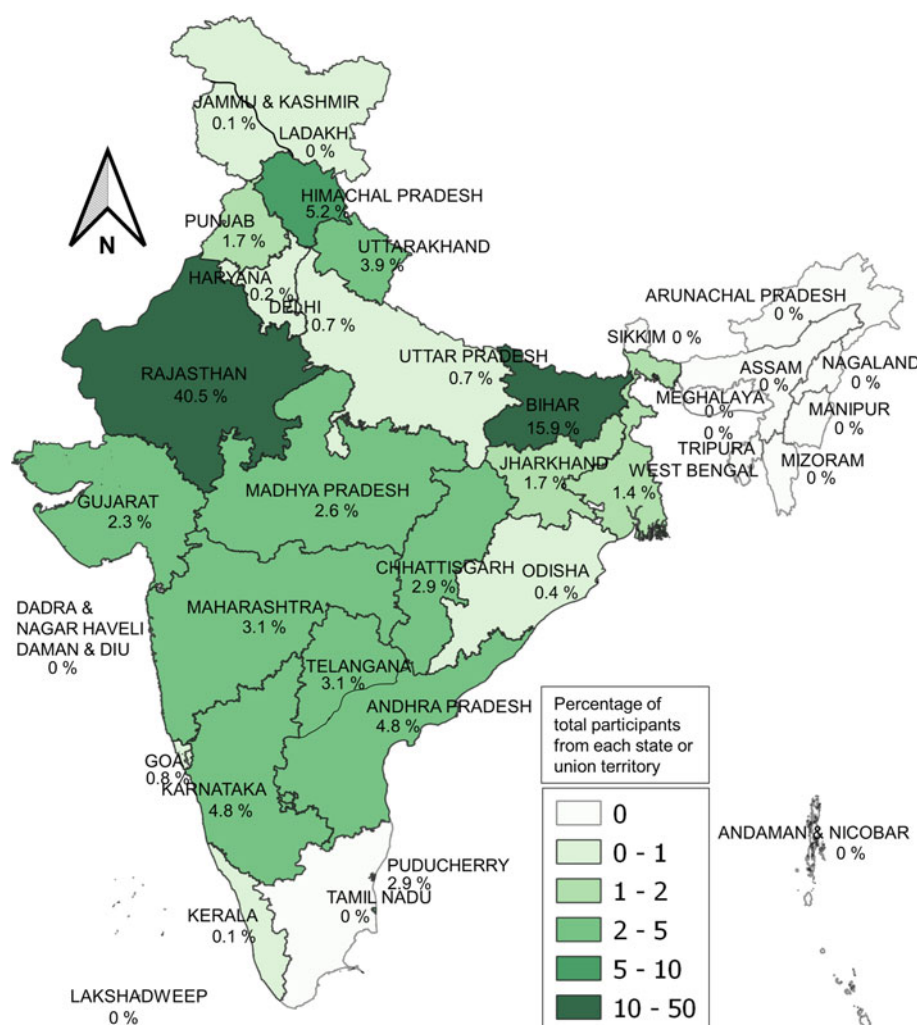 JAMMU & KASHMIR
0.1 %
LADAKH
0 %
HIMACHAL PRADESH
5.2 %
PUNJAB
1.7 %
UTTARAKHAND
3.9 %
N
HARYANA
0.2 %
DELHI
0.7 %
ARUNACHAL PRADESH
0 %
SIKKIM 0 %
UTTAR PRADESH
0.7 %
ASSAM
0 %
NAGALAND
0 %
RAJASTHAN
40.5 %
BIHAR
15.9 %
MEGHALAYA
0 %
MANIPUR
0 %
0 %
TRIPURA
MIZORAM
0 %
JHARKHAND
1.7 %
WEST BENGAL
1.4 %
GUJARAT
2.3 %
MADHYA PRADESH
2.6 %
CHHATTISGARH
2.9 %
ODISHA
0.4 %
DADRA &
NAGAR HAVELI
DAMAN & DIU
0 %
MAHARASHTRA
3.1 %
TELANGANA
3.1 %
ANDHRA PRADESH
4.8 %
GOA
0.8 %
KARNATAKA
4.8 %
PUDUCHERRY
2.9 %
TAMIL NADU
0 %
KERALA
0.1 %
LAKSHADWEEP
0 %
ANDAMAN & NICOBAR
0 %
Percentage of
total participants
from each state or
union territory
0
0 - 1
1 - 2
2 - 5
5 - 10
10 - 50